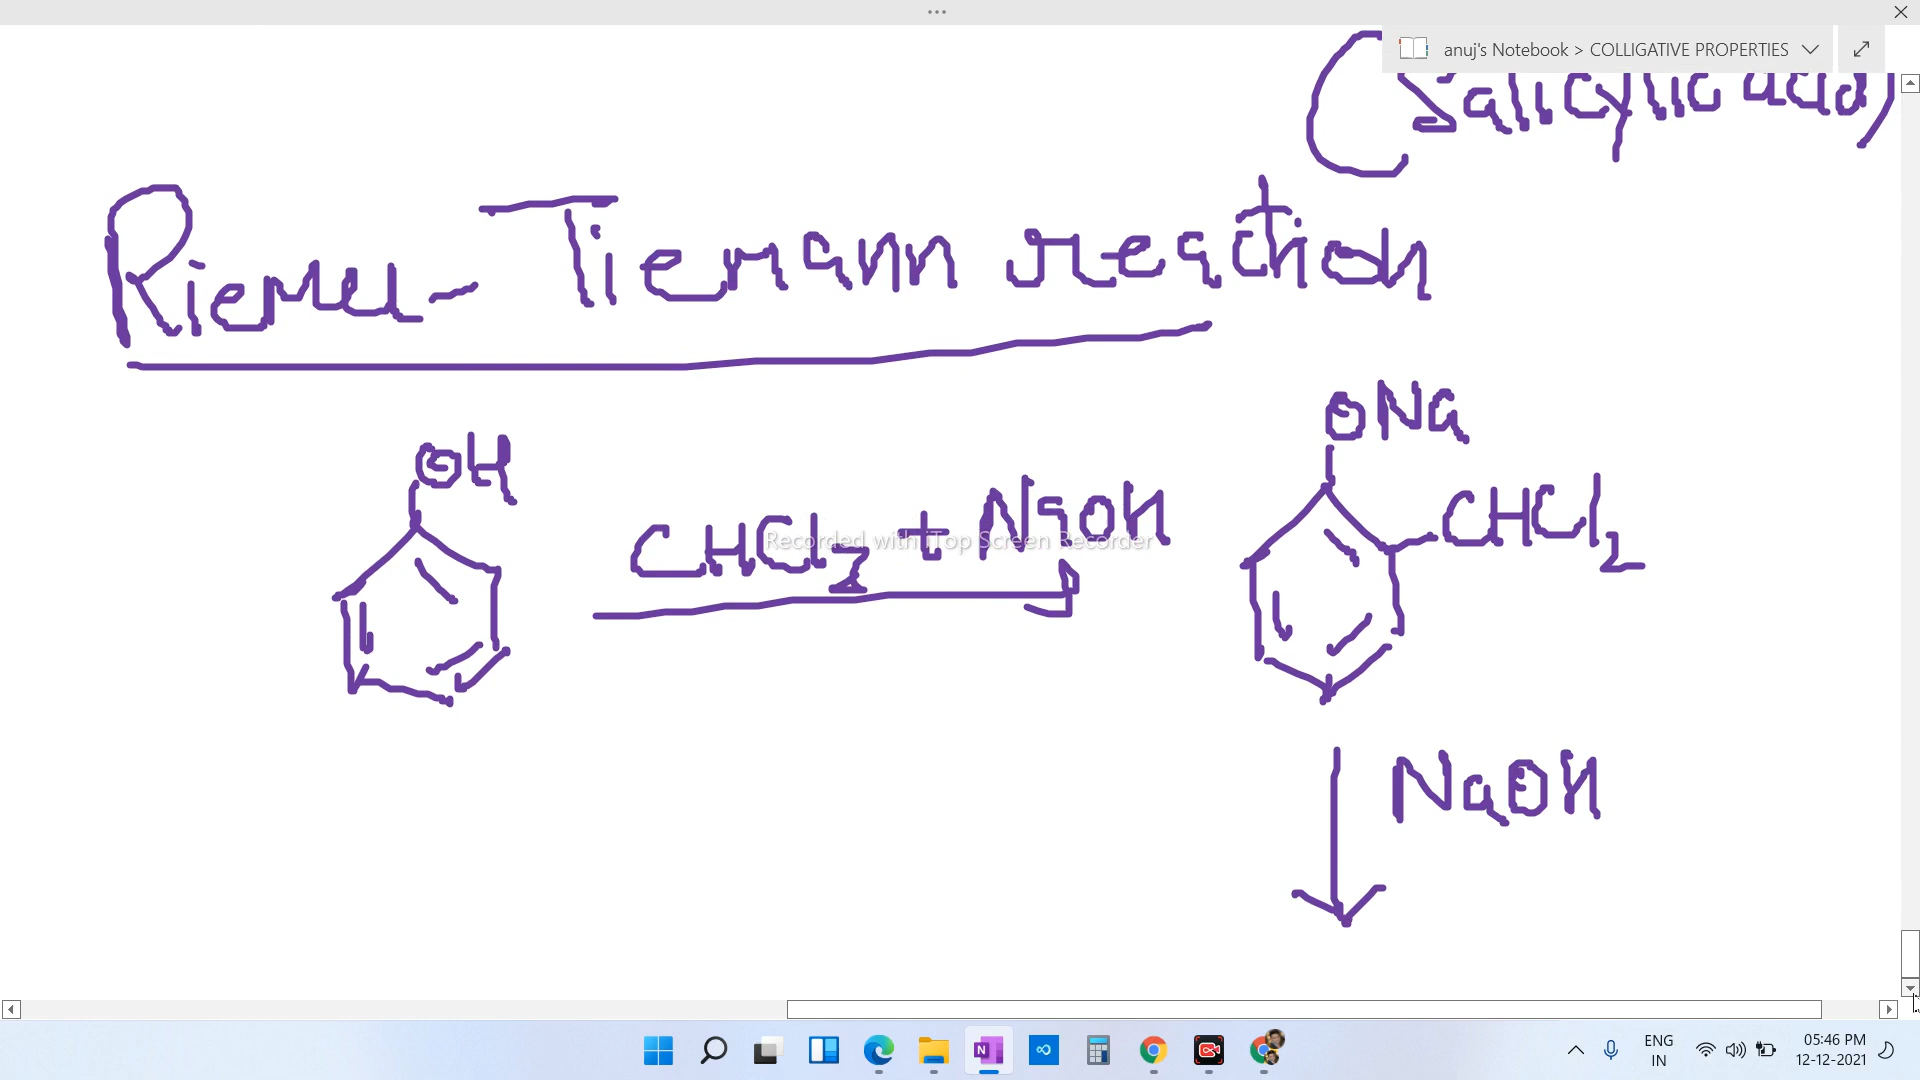 anuj's Notebook > COLLIGATIVE PROPERTIES
(Salicylic acid)
Riemer-Tiemann reaction
OH
CHCl3 + NaOH
Recorded with iTop Screen Recorder
ONa
CHCl2
NaOH
ENG
IN
05:46 PM
12-12-2021